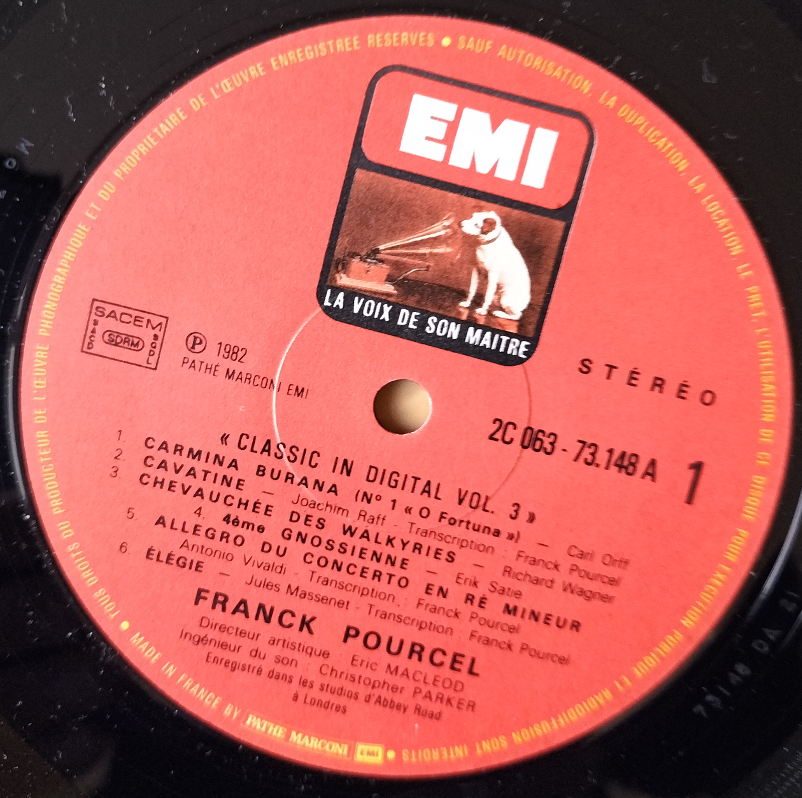 TOUS DROITS DU PRODUCTEUR DE L'ŒUVRE PHONOGRAPHIQUE ET DU PROPRIETAIRE DE L'ŒUVRE ENREGISTREE RESERVES • SAUF AUTORISATION, LA DUPLICATION, LA LOCATION, LE PRET, L'UTILISATION DE CE DISQUE POUR EXECUTION PUBLIQUE ET RADIODIFFUSION SONT INTERDITS
EMI
LA VOIX DE SON MAITRE
SACEM
SACD
SDRM
SGDL
℗ 1982
PATHÉ MARCONI EMI
STÉRÉO
2C 063 - 73.148 A
1
« CLASSIC IN DIGITAL VOL. 3 »
1. CARMINA BURANA (Nº 1 « O Fortuna ») — Carl Orff
2. CAVATINE — Joachim Raff - Transcription : Franck Pourcel
3. CHEVAUCHÉE DES WALKYRIES — Richard Wagner
4. 4ème GNOSSIENNE — Erik Satie
5. ALLEGRO DU CONCERTO EN RÉ MINEUR
Antonio Vivaldi - Transcription : Franck Pourcel
6. ÉLÉGIE — Jules Massenet - Transcription : Franck Pourcel
FRANCK POURCEL
Directeur artistique : Eric MACLEOD
Ingénieur du son : Christopher PARKER
Enregistré dans les studios d'Abbey Road
à Londres
• MADE IN FRANCE BY PATHE MARCONI EMI •